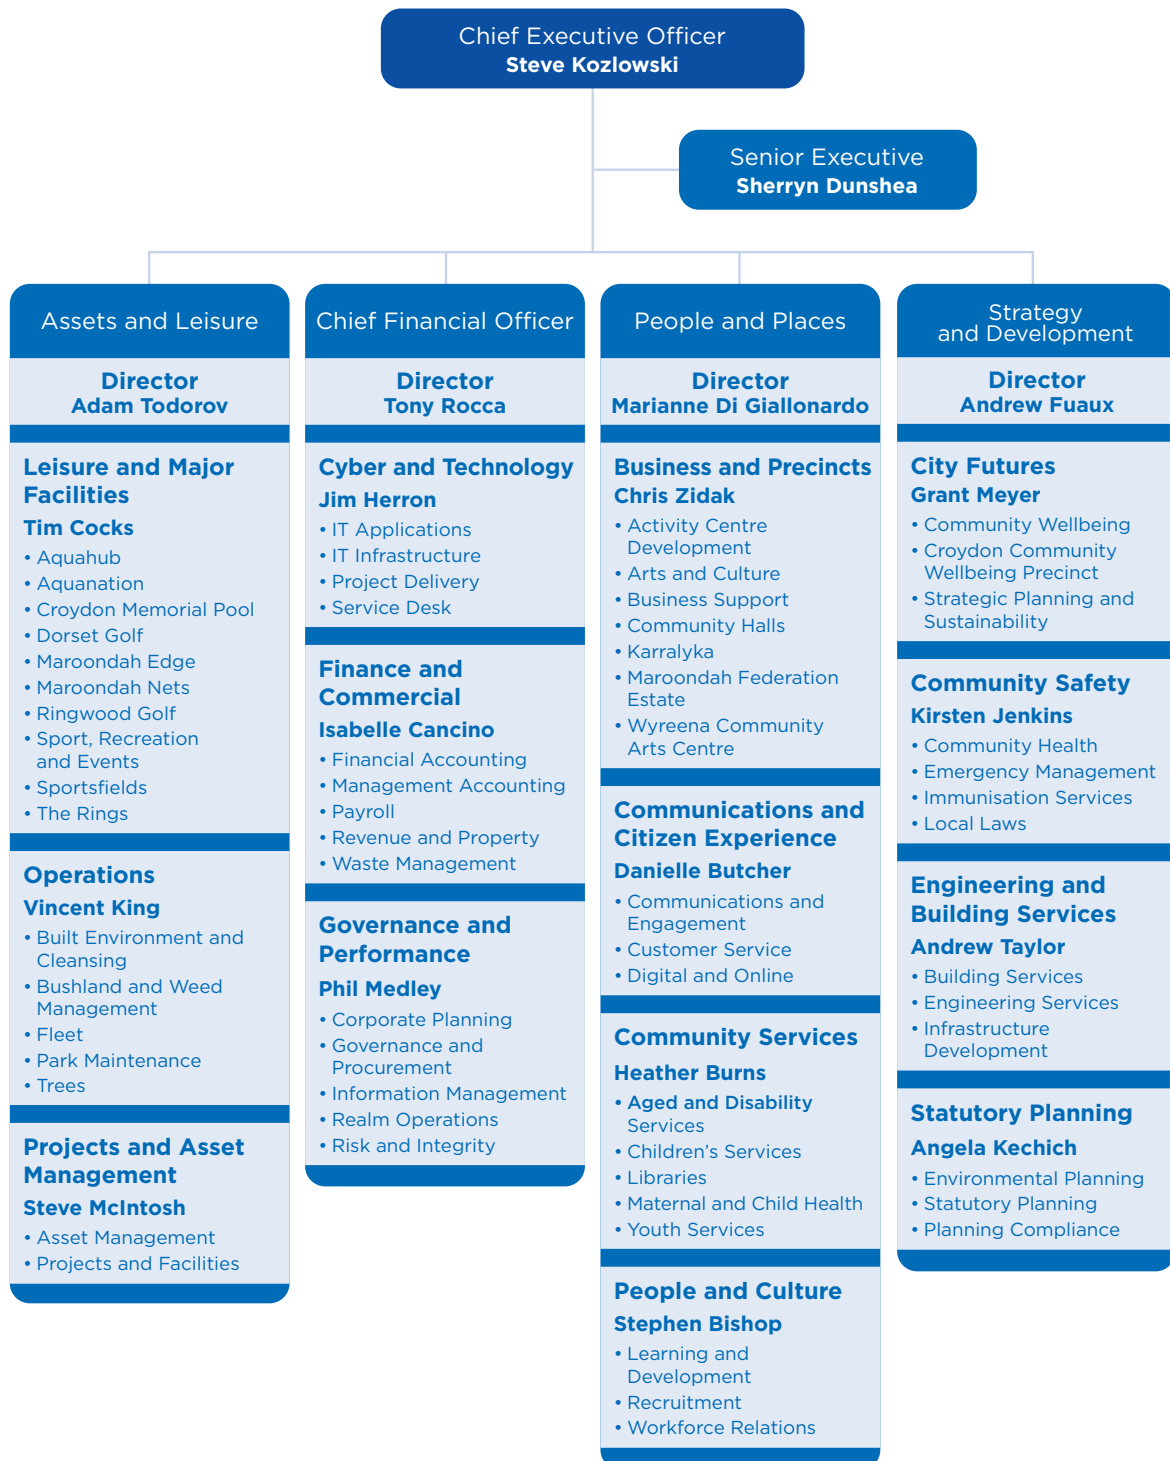 Chief Executive Officer
Steve Kozlowski
Senior Executive
Sherryn Dunshea
Assets and Leisure
Director
Adam Todorov
Leisure and Major
Facilities
Tim Cocks
• Aquahub
• Aquanation
• Croydon Memorial Pool
• Dorset Golf
• Maroondah Edge
• Maroondah Nets
• Ringwood Golf
• Sport, Recreation
and Events
• Sportsfields
• The Rings
Operations
Vincent King
• Built Environment and
Cleansing
• Bushland and Weed
Management
• Fleet
• Park Maintenance
• Trees
Projects and Asset
Management
Steve McIntosh
• Asset Management
• Projects and Facilities
Chief Financial Officer
Director
Tony Rocca
Cyber and Technology
Jim Herron
• IT Applications
• IT Infrastructure
• Project Delivery
• Service Desk
Finance and
Commercial
Isabelle Cancino
• Financial Accounting
• Management Accounting
• Payroll
• Revenue and Property
• Waste Management
Governance and
Performance
Phil Medley
• Corporate Planning
• Governance and
Procurement
• Information Management
• Realm Operations
• Risk and Integrity
People and Places
Director
Marianne Di Giallonardo
Business and Precincts
Chris Zidak
• Activity Centre
Development
• Arts and Culture
• Business Support
• Community Halls
• Karralyka
• Maroondah Federation
Estate
• Wyreena Community
Arts Centre
Communications and
Citizen Experience
Danielle Butcher
• Communications and
Engagement
• Customer Service
• Digital and Online
Community Services
Heather Burns
• Aged and Disability
Services
• Children’s Services
• Libraries
• Maternal and Child Health
• Youth Services
People and Culture
Stephen Bishop
• Learning and
Development
• Recruitment
• Workforce Relations
Strategy
and Development
Director
Andrew Fuaux
City Futures
Grant Meyer
• Community Wellbeing
• Croydon Community
Wellbeing Precinct
• Strategic Planning and
Sustainability
Community Safety
Kirsten Jenkins
• Community Health
• Emergency Management
• Immunisation Services
• Local Laws
Engineering and
Building Services
Andrew Taylor
• Building Services
• Engineering Services
• Infrastructure
Development
Statutory Planning
Angela Kechich
• Environmental Planning
• Statutory Planning
• Planning Compliance